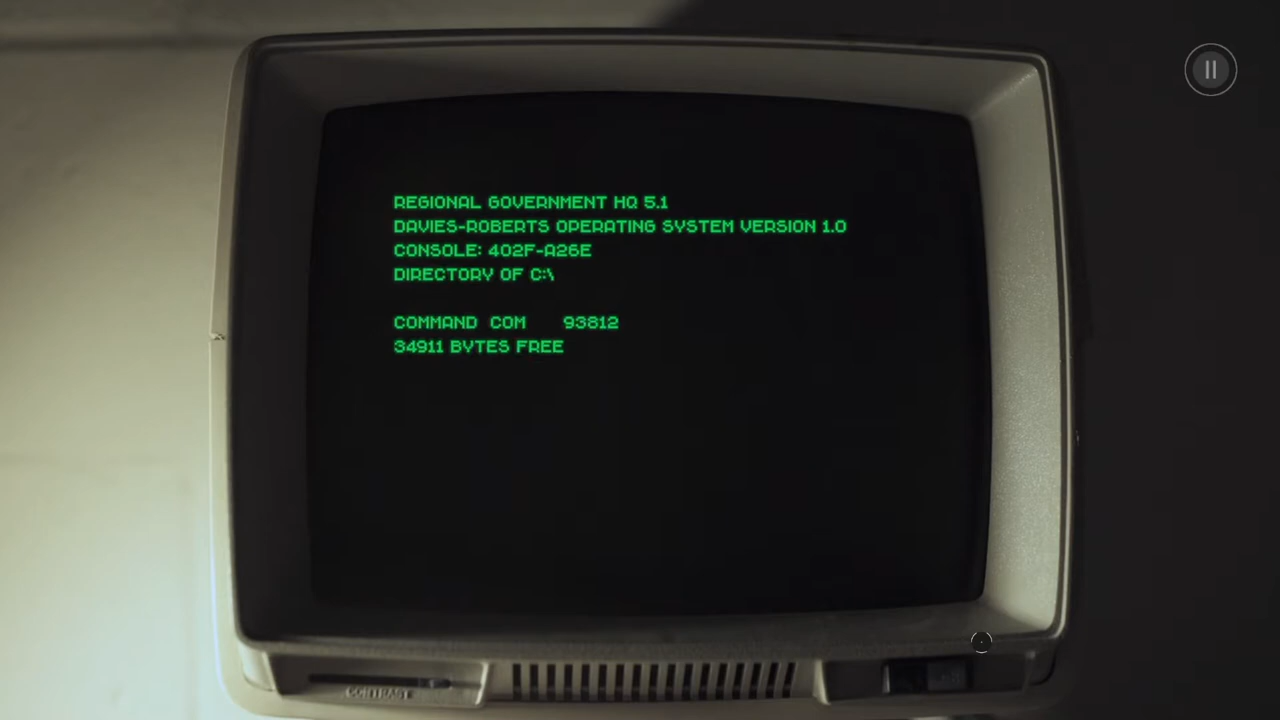 REGIONAL GOVERNMENT HQ 5.1
DAVIES-ROBERTS OPERATING SYSTEM VERSION 1.0
CONSOLE: 402F-A26E
DIRECTORY OF C:\
COMMAND COM 93812
34911 BYTES FREE
CONTRAST